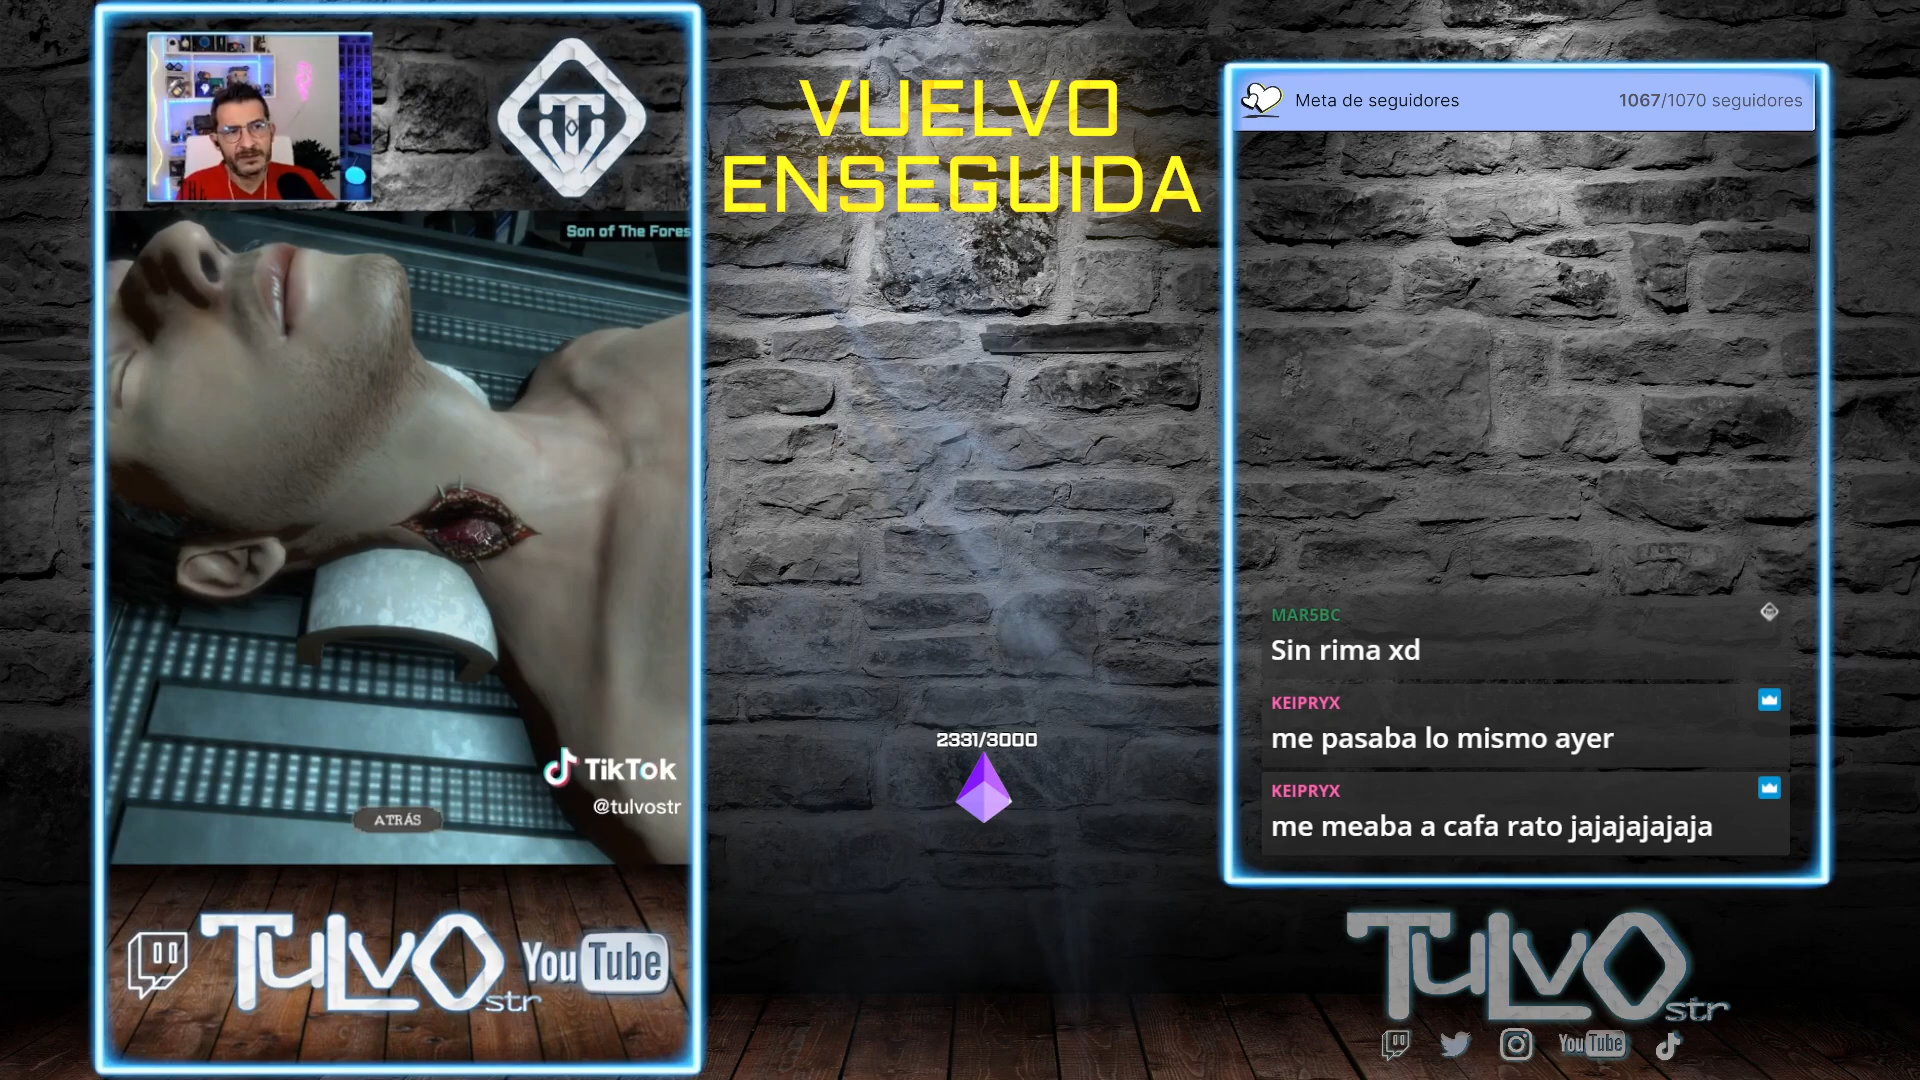 Son of The Fores
TikTok
@tulvostr
ATRÁS
TULVO
str
YouTube
VUELVO
ENSEGUIDA
2331/3000
Meta de seguidores
1067/1070 seguidores
MAR5BC
Sin rima xd
KEIPRYX
me pasaba lo mismo ayer
KEIPRYX
me meaba a cafa rato jajajajajaja
TULVO
str
YouTube